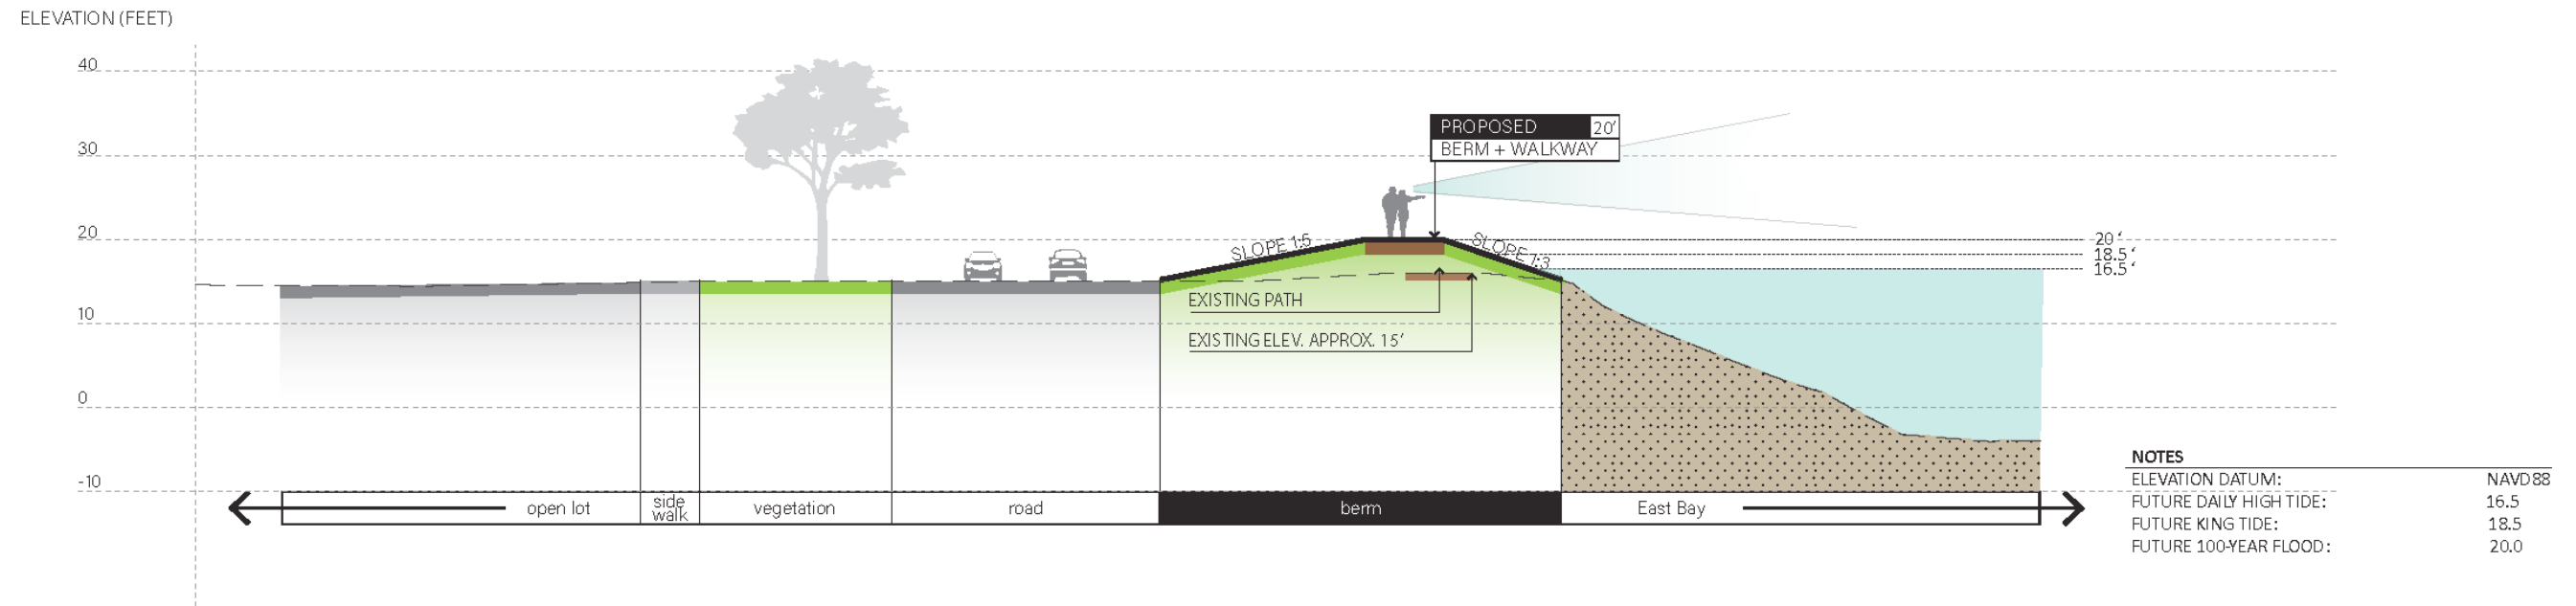 ELEVATION (FEET)
40
30
20
10
0
-10
PROPOSED 20'
BERM + WALKWAY
SLOPE 1:5
SLOPE 1:3
20'
18.5'
16.5'
EXISTING PATH
EXISTING ELEV. APPROX. 15'
open lot
side
walk
vegetation
road
berm
East Bay
NOTES
ELEVATION DATUM: NAVD88
FUTURE DAILY HIGH TIDE: 16.5
FUTURE KING TIDE: 18.5
FUTURE 100-YEAR FLOOD: 20.0